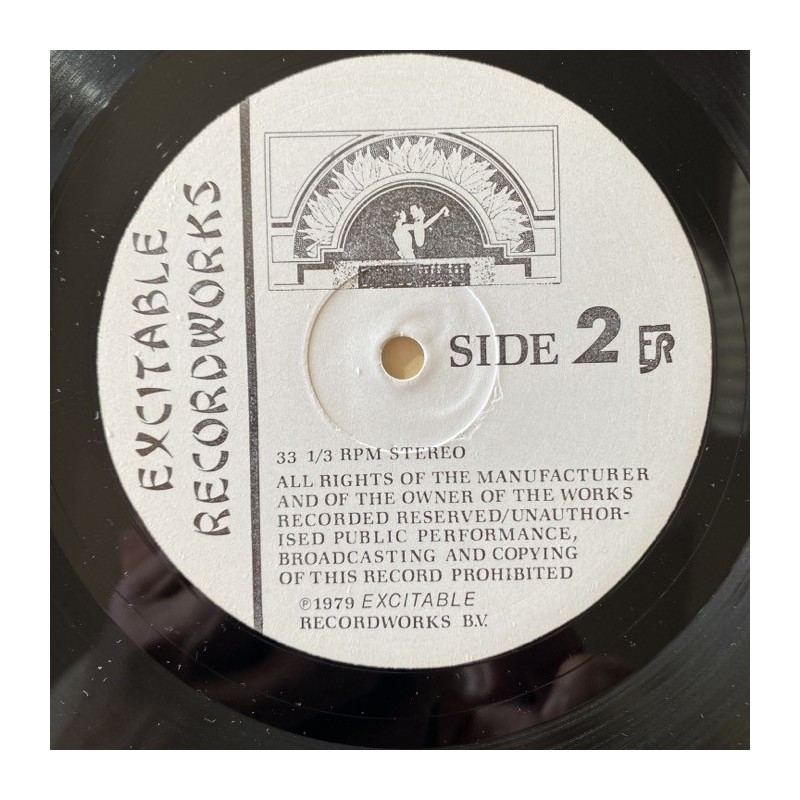 EXCITABLE
RECORDWORKS
SIDE 2 ER
33 1/3 RPM STEREO
ALL RIGHTS OF THE MANUFACTURER
AND OF THE OWNER OF THE WORKS
RECORDED RESERVED/UNAUTHOR-
ISED PUBLIC PERFORMANCE,
BROADCASTING AND COPYING
OF THIS RECORD PROHIBITED
℗1979 EXCITABLE
RECORDWORKS B.V.